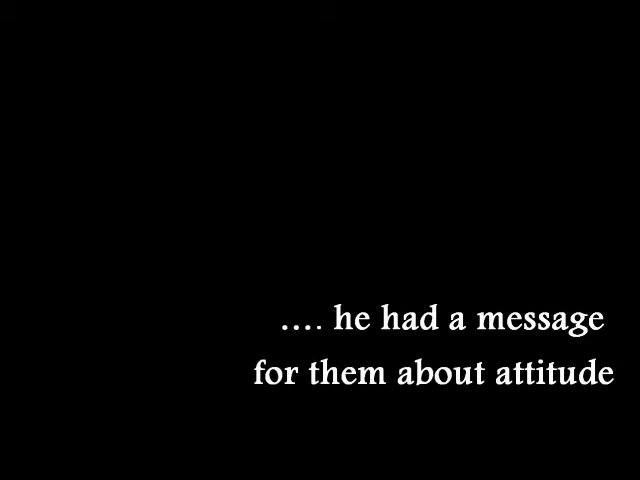 .... he had a message
for them about attitude